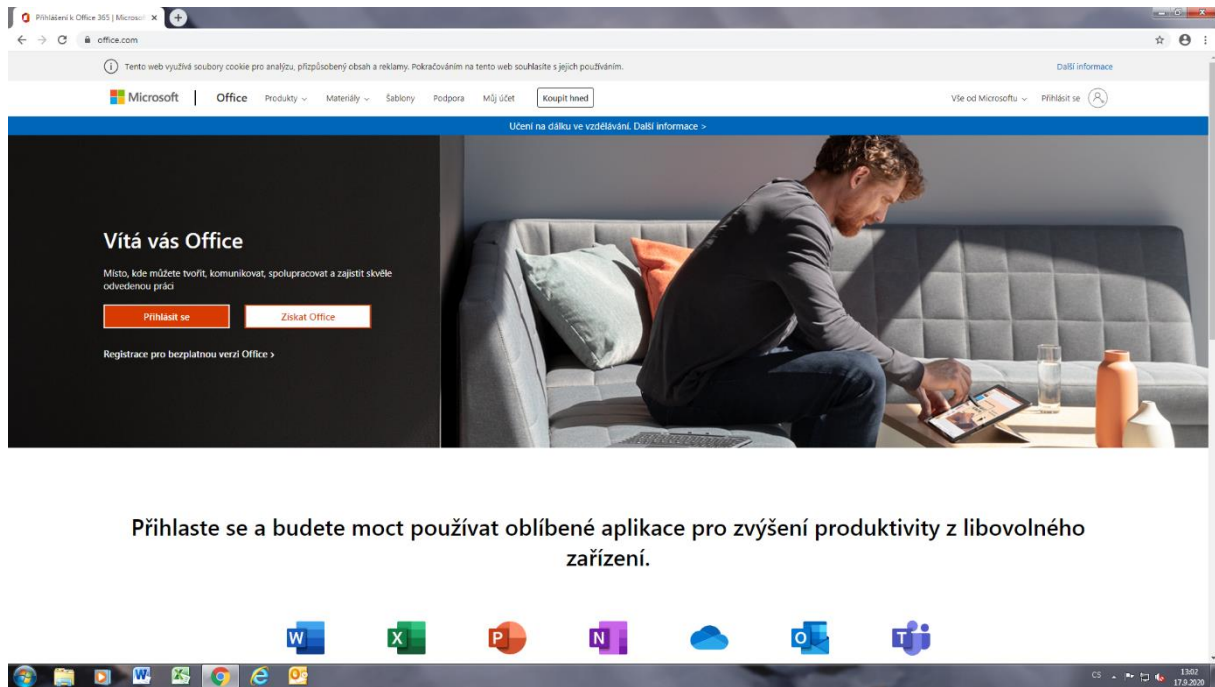 Přihlášení k Office 365 | Microsof
office.com
Tento web využívá soubory cookie pro analýzu, přizpůsobený obsah a reklamy. Pokračováním na tento web souhlasíte s jejich používáním.
Další informace
Microsoft Office Produkty Materiály Šablony Podpora Můj účet Koupit hned Vše od Microsoftu Přihlásit se
Učení na dálku ve vzdělávání. Další informace >
Vítá vás Office
Místo, kde můžete tvořit, komunikovat, spolupracovat a zajistit skvěle
odvedenou práci
Přihlásit se Získat Office
Registrace pro bezplatnou verzi Office >
Přihlaste se a budete moct používat oblíbené aplikace pro zvýšení produktivity z libovolného
zařízení.
W X P N O T
CS 13:02
17.9.2020